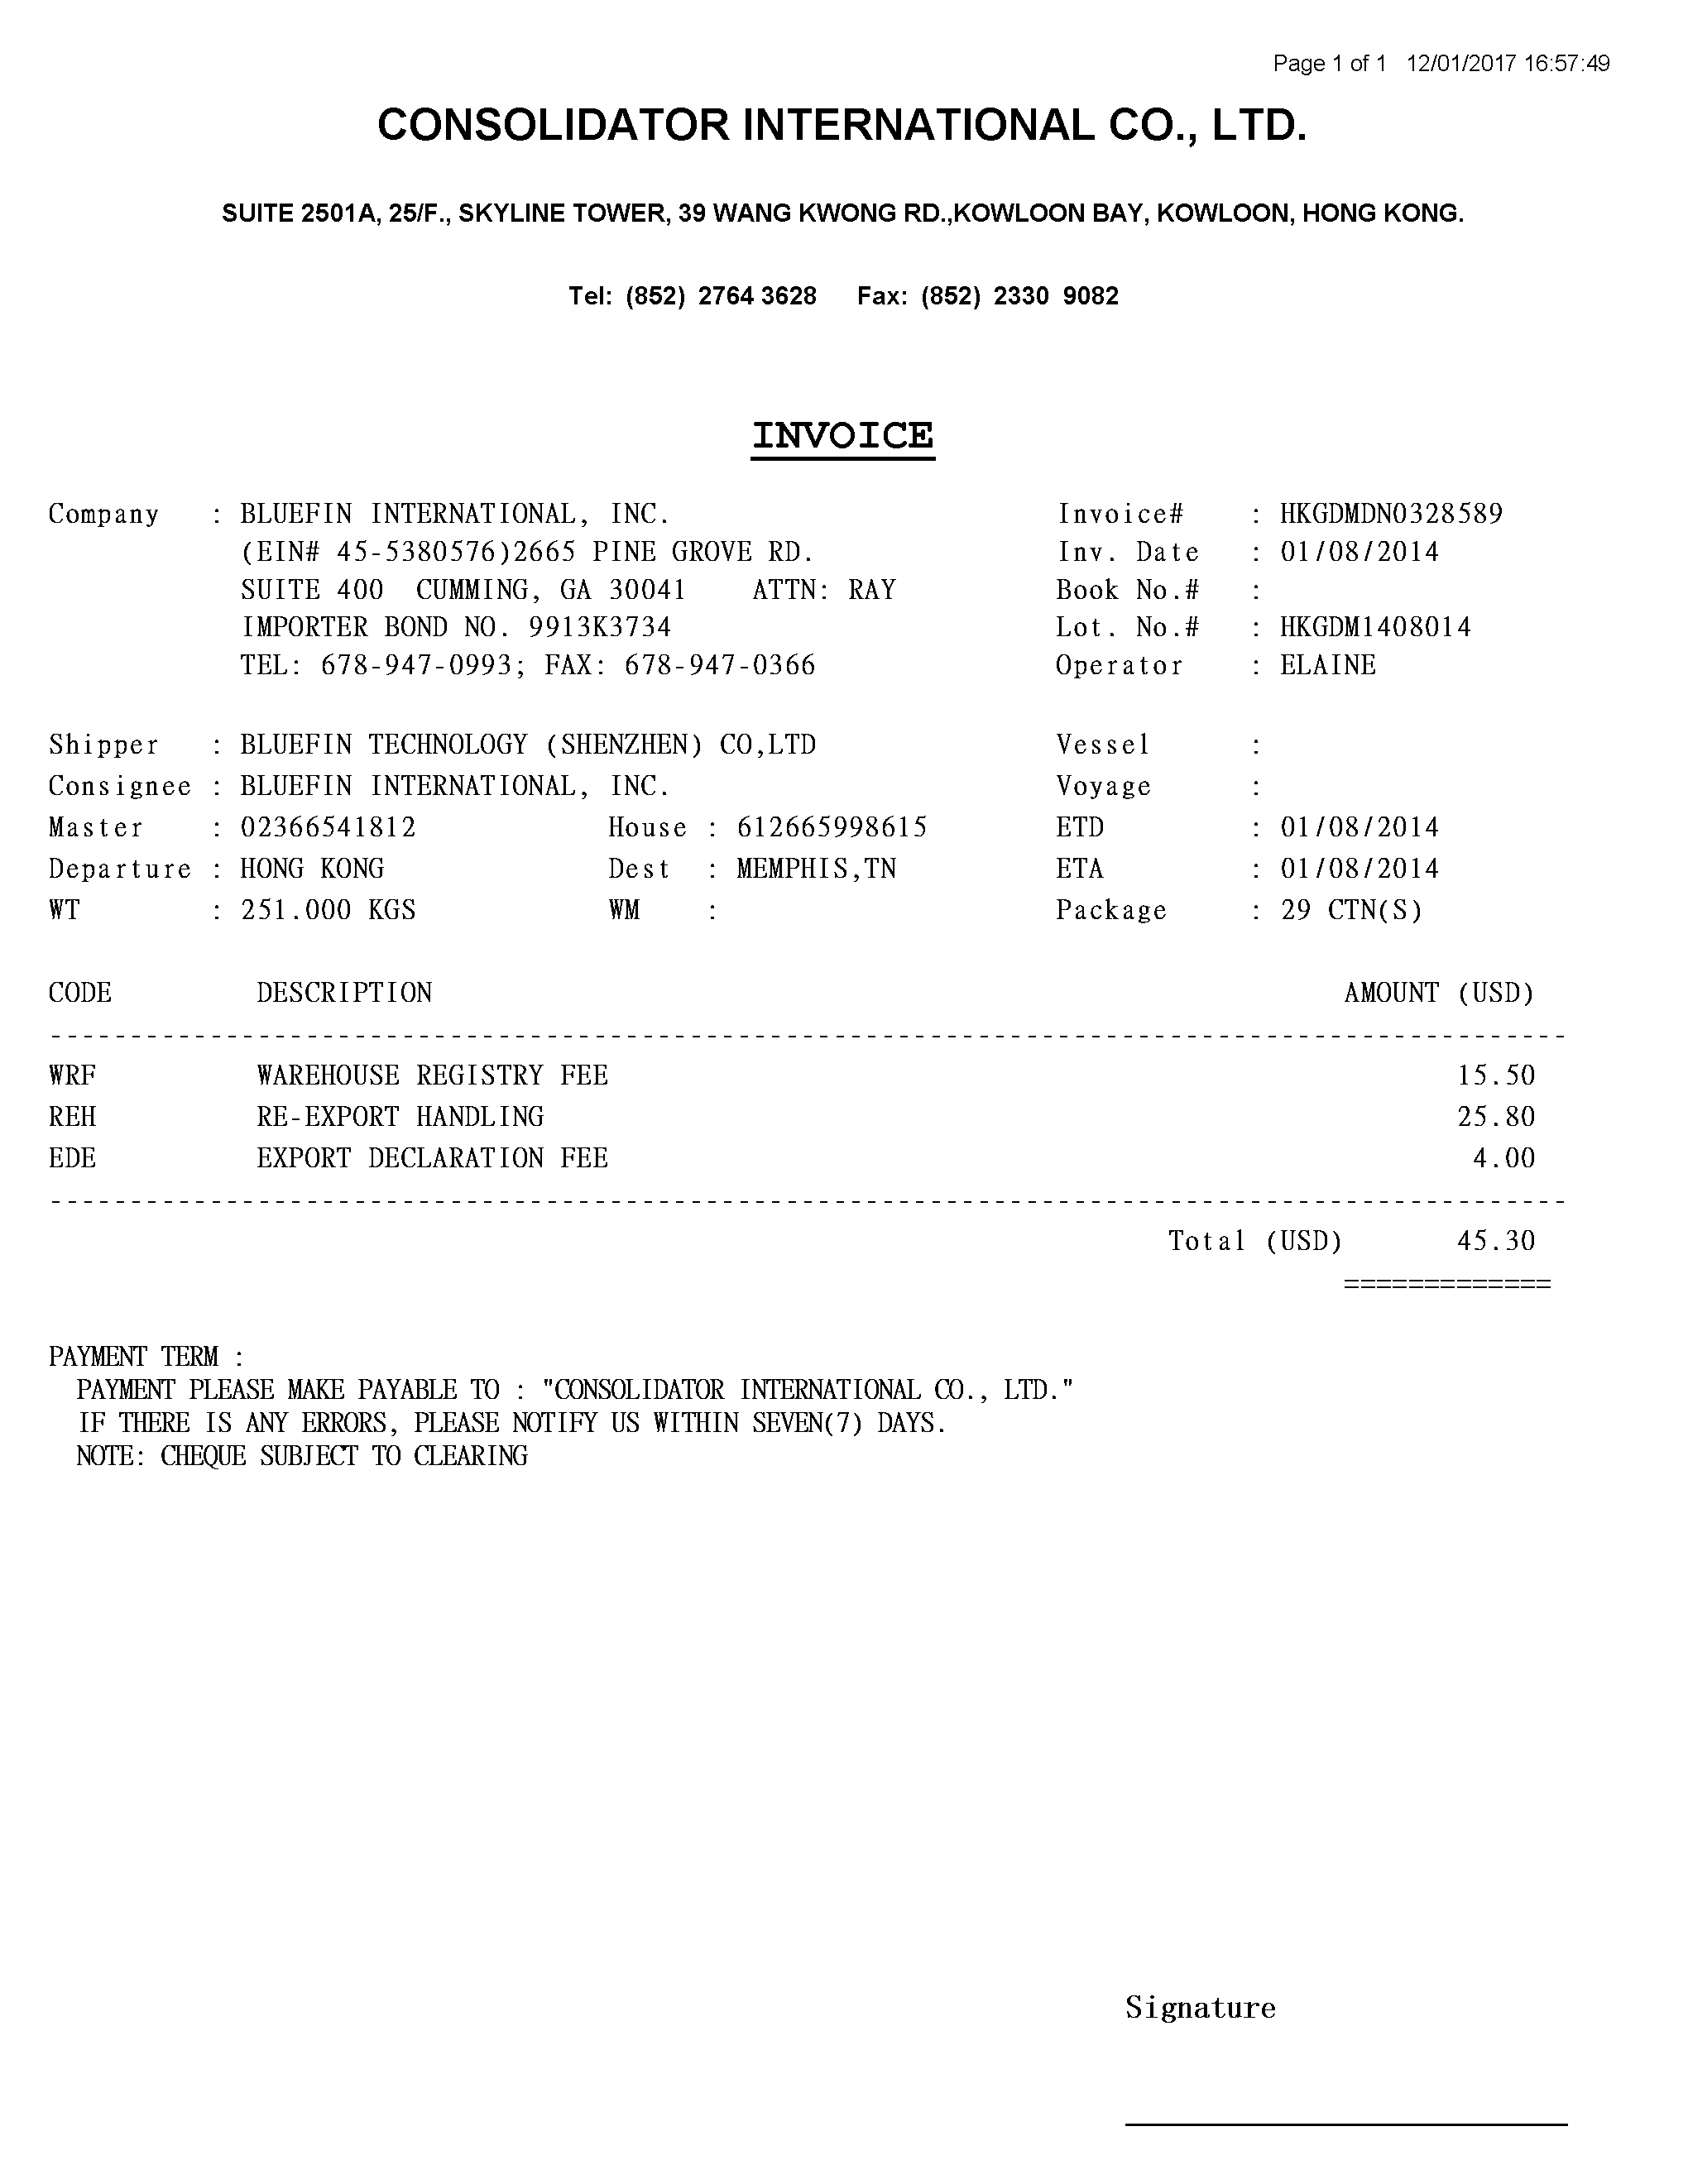 Page 1 of 1 12/01/2017 16:57:49
CONSOLIDATOR INTERNATIONAL CO., LTD.
SUITE 2501A, 25/F., SKYLINE TOWER, 39 WANG KWONG RD.,KOWLOON BAY, KOWLOON, HONG KONG.
Tel: (852) 2764 3628 Fax: (852) 2330 9082
INVOICE
Company : BLUEFIN INTERNATIONAL, INC. Invoice# : HKGDMDN0328589
(EIN# 45-5380576)2665 PINE GROVE RD. Inv. Date : 01/08/2014
SUITE 400 CUMMING, GA 30041 ATTN: RAY Book No.# :
IMPORTER BOND NO. 9913K3734 Lot. No.# : HKGDM1408014
TEL: 678-947-0993; FAX: 678-947-0366 Operator : ELAINE
Shipper : BLUEFIN TECHNOLOGY (SHENZHEN) CO,LTD Vessel :
Consignee : BLUEFIN INTERNATIONAL, INC. Voyage :
Master : 02366541812 House : 612665998615 ETD : 01/08/2014
Departure : HONG KONG Dest : MEMPHIS,TN ETA : 01/08/2014
WT : 251.000 KGS WM : Package : 29 CTN(S)
CODE DESCRIPTION AMOUNT (USD)
WRF WAREHOUSE REGISTRY FEE 15.50
REH RE-EXPORT HANDLING 25.80
EDE EXPORT DECLARATION FEE 4.00
Total (USD) 45.30
=============
PAYMENT TERM :
PAYMENT PLEASE MAKE PAYABLE TO : "CONSOLIDATOR INTERNATIONAL CO., LTD."
IF THERE IS ANY ERRORS, PLEASE NOTIFY US WITHIN SEVEN(7) DAYS.
NOTE: CHEQUE SUBJECT TO CLEARING
Signature